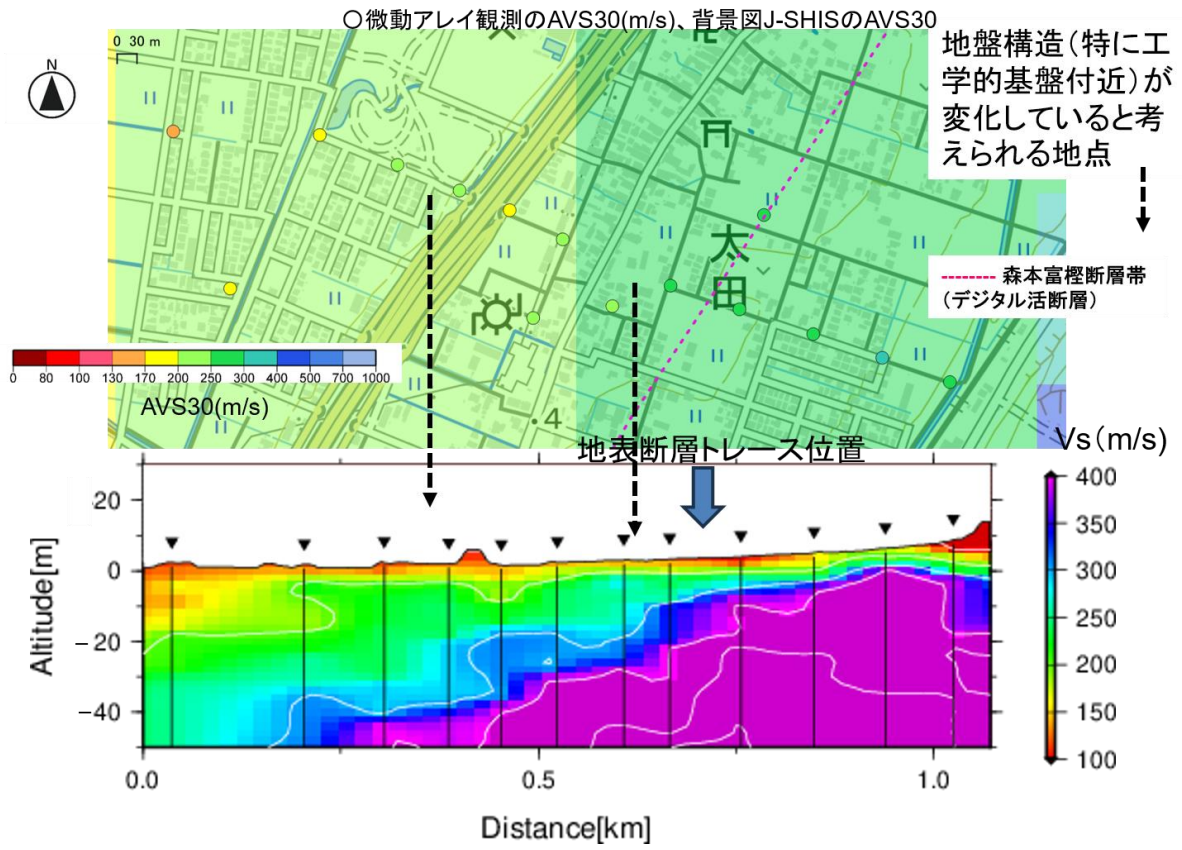 〇微動アレイ観測のAVS30(m/s)、背景図J-SHISのAVS30
0 30 m
N
地盤構造(特に工
学的基盤付近)が
変化していると考
えられる地点
太
田
森本富樫断層帯
(デジタル活断層)
0 80 100 130 170 200 250 300 400 500 700 1000
AVS30(m/s)
・4
地表断層トレース位置
Vs(m/s)
20
0
−20
−40
Altitude[m]
0.0 0.5 1.0
Distance[km]
400
350
300
250
200
150
100